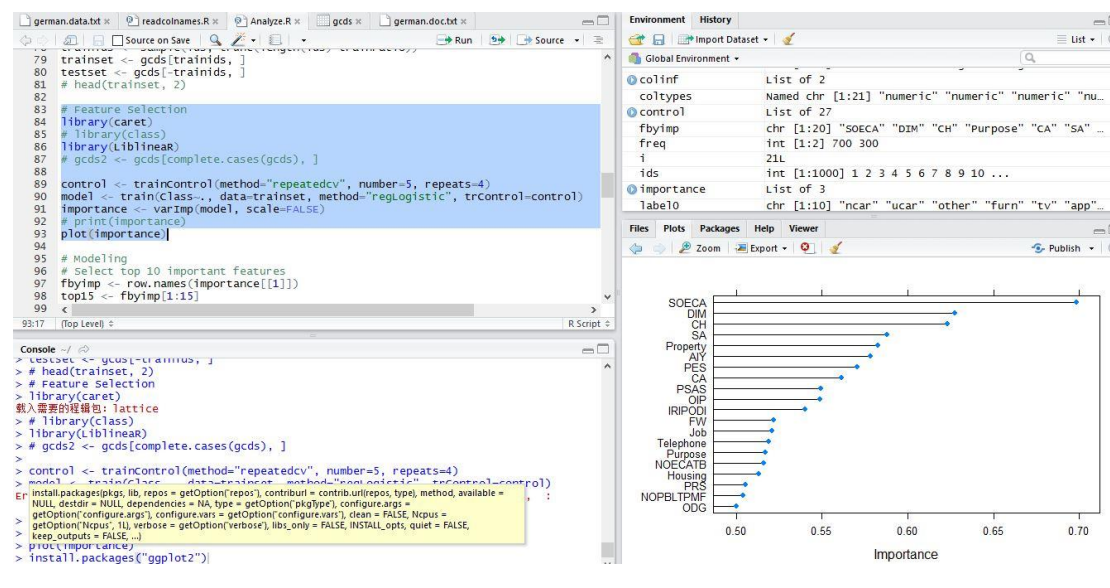 german.data.txt × readcolnames.R × Analyze.R × gcds × german.doc.txt ×
Source on Save Run Source
79 trainset <- gcds[trainids, ]
80 testset <- gcds[-trainids, ]
81 # head(trainset, 2)
82
83 # Feature Selection
84 library(caret)
85 # library(class)
86 library(LiblineaR)
87 # gcds2 <- gcds[complete.cases(gcds), ]
88
89 control <- trainControl(method="repeatedcv", number=5, repeats=4)
90 model <- train(Class~., data=trainset, method="regLogistic", trControl=control)
91 importance <- varImp(model, scale=FALSE)
92 # print(importance)
93 plot(importance)
94
95 # Modeling
96 # Select top 10 important features
97 fbyimp <- row.names(importance[[1]])
98 top15 <- fbyimp[1:15]
99
93:17 (Top Level) R Script
Console ~/
> testset <- gcds[-trainids, ]
> # head(trainset, 2)
> # Feature Selection
> library(caret)
载入需要的程辑包: lattice
> # library(class)
> library(LiblineaR)
> # gcds2 <- gcds[complete.cases(gcds), ]
>
> control <- trainControl(method="repeatedcv", number=5, repeats=4)
> model <- train(Class~., data=trainset, method="regLogistic", trControl=control)
Er
install.packages(pkgs, lib, repos = getOption("repos"), contriburl = contrib.url(repos, type), method, available =
NULL, destdir = NULL, dependencies = NA, type = getOption("pkgType"), configure.args =
getOption("configure.args"), configure.vars = getOption("configure.vars"), clean = FALSE, Ncpus =
getOption("Ncpus", 1L), verbose = getOption("verbose"), libs_only = FALSE, INSTALL_opts, quiet = FALSE,
keep_outputs = FALSE, ...)
>
>
> plot(importance)
> install.packages("ggplot2")
Environment History
Import Dataset List
Global Environment
colinf List of 2
coltypes Named chr [1:21] "numeric" "numeric" "numeric" "nu...
control List of 27
fbyimp chr [1:20] "SOECA" "DIM" "CH" "Purpose" "CA" "SA" ...
freq int [1:2] 700 300
i 21L
ids int [1:1000] 1 2 3 4 5 6 7 8 9 10 ...
importance List of 3
label0 chr [1:10] "ncar" "ucar" "other" "furn" "tv" "app"...
Files Plots Packages Help Viewer
Zoom Export Publish
SOECA
DIM
CH
SA
Property
AIY
PES
CA
PSAS
OIP
IRIPODI
FW
Job
Telephone
Purpose
NOECATB
Housing
PRS
NOPBLTPMF
ODG
0.50 0.55 0.60 0.65 0.70
Importance